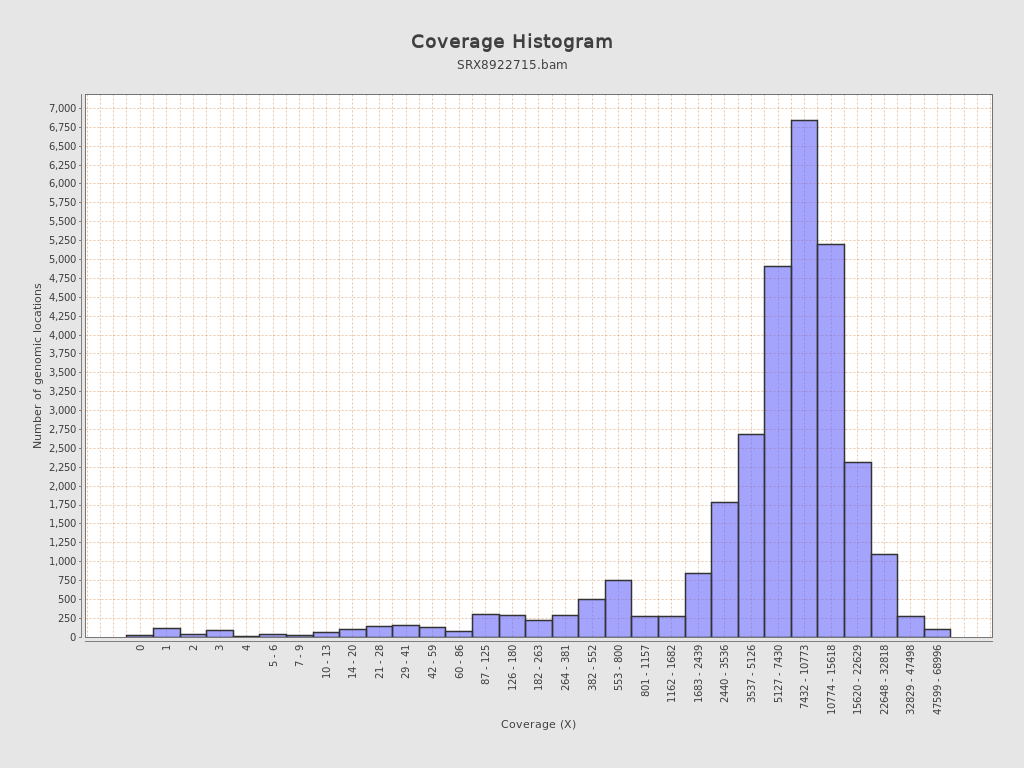 Coverage Histogram
SRX8922715.bam
Number of genomic locations
7,000
6,750
6,500
6,250
6,000
5,750
5,500
5,250
5,000
4,750
4,500
4,250
4,000
3,750
3,500
3,250
3,000
2,750
2,500
2,250
2,000
1,750
1,500
1,250
1,000
750
500
250
0
0
1
2
3
4
5 - 6
7 - 9
10 - 13
14 - 20
21 - 28
29 - 41
42 - 59
60 - 86
87 - 125
126 - 180
182 - 263
264 - 381
382 - 552
553 - 800
801 - 1157
1162 - 1682
1683 - 2439
2440 - 3536
3537 - 5126
5127 - 7430
7432 - 10773
10774 - 15618
15620 - 22629
22648 - 32818
32829 - 47498
47599 - 68996
Coverage (X)